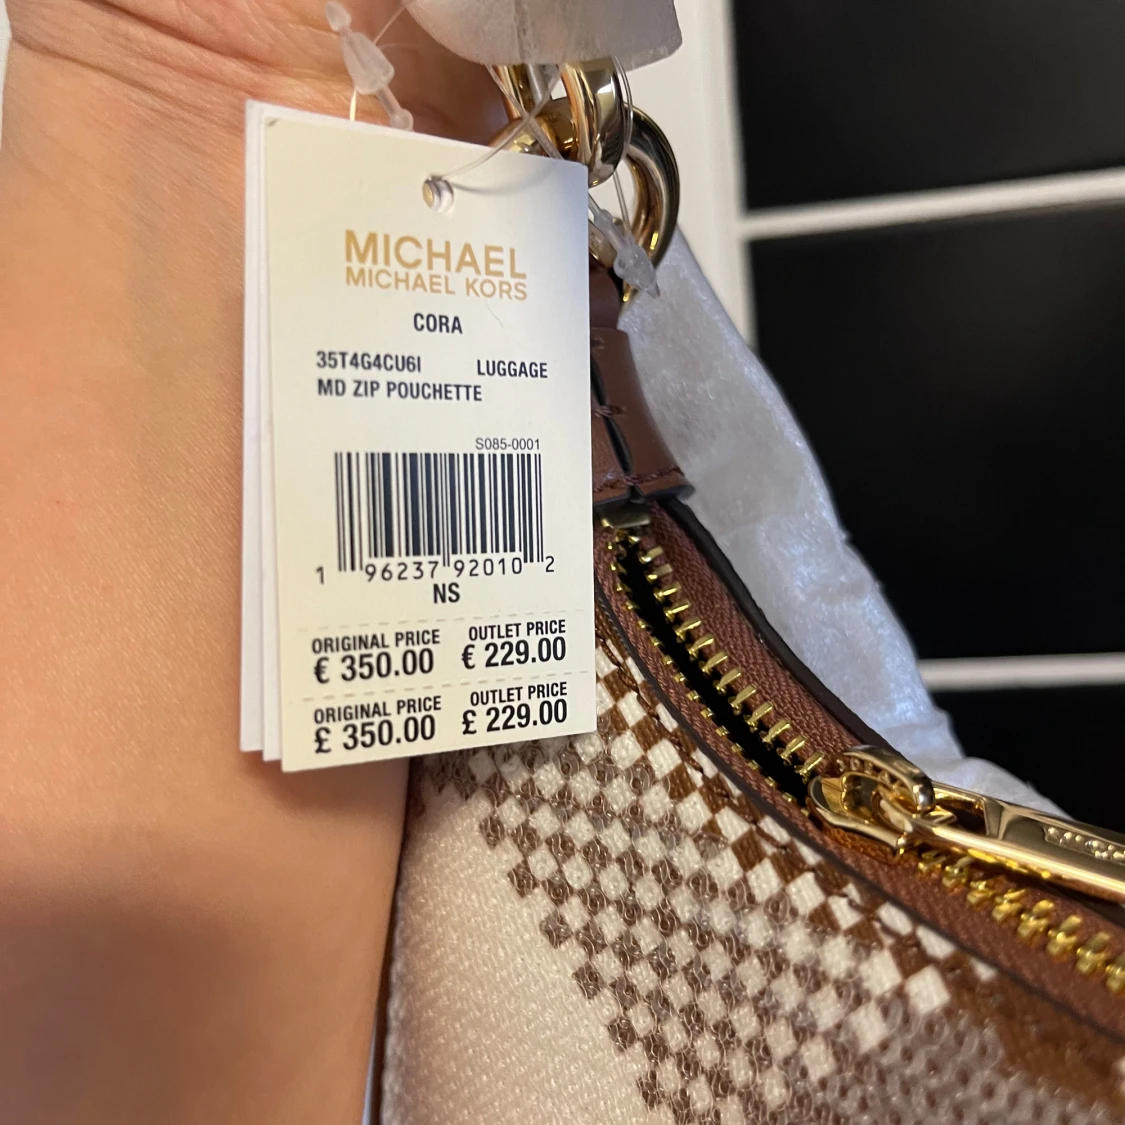 MICHAEL
MICHAEL KORS
CORA
35T4G4CU6I LUGGAGE
MD ZIP POUCHETTE
S085-0001
1 96237 92010 2
NS
ORIGINAL PRICE OUTLET PRICE
€ 350.00 € 229.00
ORIGINAL PRICE OUTLET PRICE
£ 350.00 £ 229.00